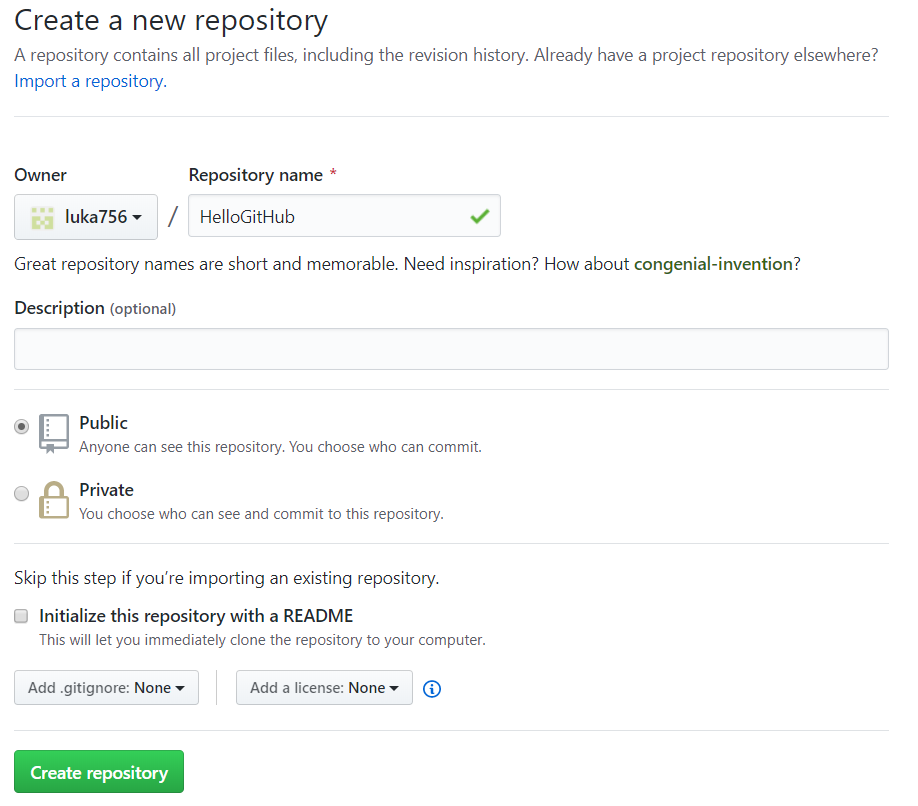 Create a new repository
A repository contains all project files, including the revision history. Already have a project repository elsewhere?
Import a repository.
Owner
Repository name *
luka756 / HelloGitHub
Great repository names are short and memorable. Need inspiration? How about congenial-invention?
Description (optional)
Public
Anyone can see this repository. You choose who can commit.
Private
You choose who can see and commit to this repository.
Skip this step if you’re importing an existing repository.
Initialize this repository with a README
This will let you immediately clone the repository to your computer.
Add .gitignore: None
Add a license: None
Create repository